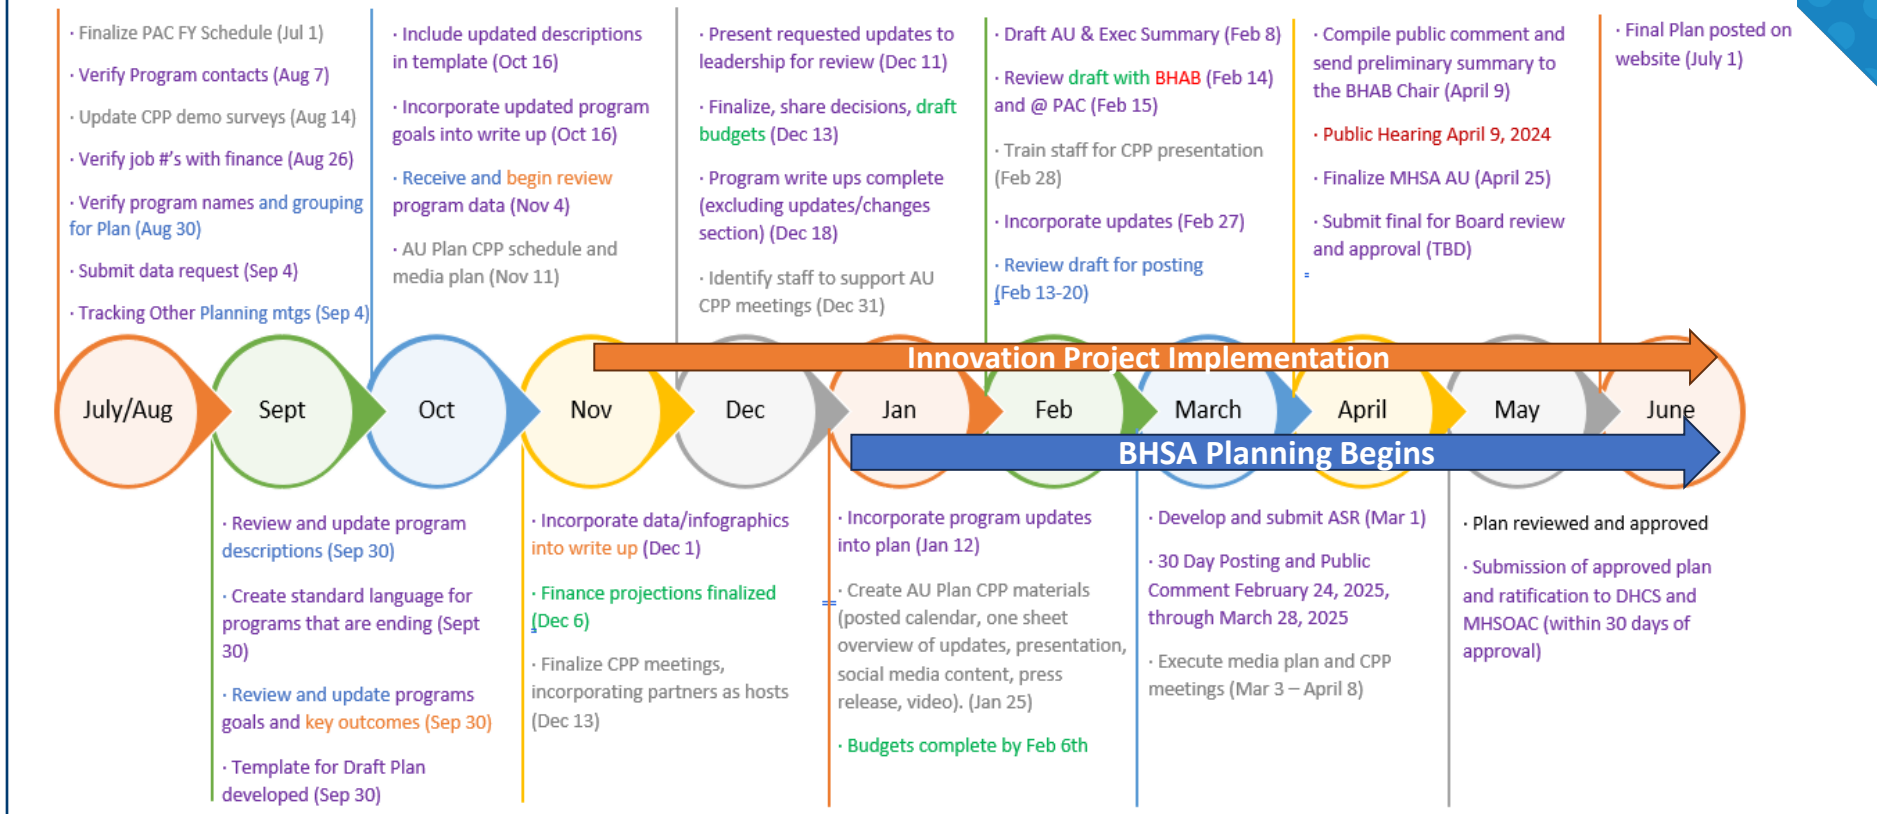 · Finalize PAC FY Schedule (Jul 1)
· Verify Program contacts (Aug 7)
· Update CPP demo surveys (Aug 14)
· Verify job #'s with finance (Aug 26)
· Verify program names and grouping
for Plan (Aug 30)
· Submit data request (Sep 4)
· Tracking Other Planning mtgs (Sep 4)
· Include updated descriptions
in template (Oct 16)
· Incorporate updated program
goals into write up (Oct 16)
· Receive and begin review
program data (Nov 4)
· AU Plan CPP schedule and
media plan (Nov 11)
· Present requested updates to
leadership for review (Dec 11)
· Finalize, share decisions, draft
budgets (Dec 13)
· Program write ups complete
(excluding updates/changes
section) (Dec 18)
· Identify staff to support AU
CPP meetings (Dec 31)
· Draft AU & Exec Summary (Feb 8)
· Review draft with BHAB (Feb 14)
and @ PAC (Feb 15)
· Train staff for CPP presentation
(Feb 28)
· Incorporate updates (Feb 27)
· Review draft for posting
(Feb 13-20)
· Compile public comment and
send preliminary summary to
the BHAB Chair (April 9)
· Public Hearing April 9, 2024
· Finalize MHSA AU (April 25)
· Submit final for Board review
and approval (TBD)
· Final Plan posted on
website (July 1)
Innovation Project Implementation
July/Aug
Sept
Oct
Nov
Dec
Jan
Feb
March
April
May
June
BHSA Planning Begins
· Review and update program
descriptions (Sep 30)
· Create standard language for
programs that are ending (Sept
30)
· Review and update programs
goals and key outcomes (Sep 30)
· Template for Draft Plan
developed (Sep 30)
· Incorporate data/infographics
into write up (Dec 1)
· Finance projections finalized
(Dec 6)
· Finalize CPP meetings,
incorporating partners as hosts
(Dec 13)
· Incorporate program updates
into plan (Jan 12)
· Create AU Plan CPP materials
(posted calendar, one sheet
overview of updates, presentation,
social media content, press
release, video). (Jan 25)
· Budgets complete by Feb 6th
· Develop and submit ASR (Mar 1)
· 30 Day Posting and Public
Comment February 24, 2025,
through March 28, 2025
· Execute media plan and CPP
meetings (Mar 3 – April 8)
· Plan reviewed and approved
· Submission of approved plan
and ratification to DHCS and
MHSOAC (within 30 days of
approval)